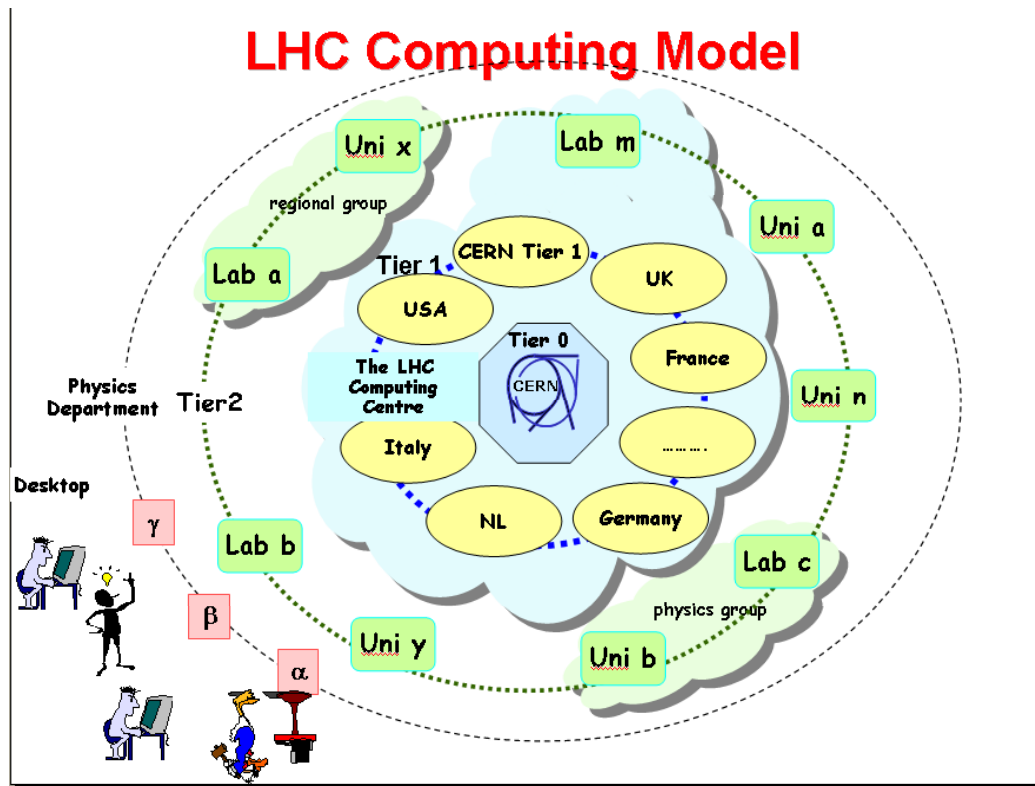 LHC Computing Model
Uni x
Lab m
regional group
Uni a
Lab a
Tier 1
CERN Tier 1
UK
USA
Tier 0
France
The LHC
Computing
Centre
CERN
Physics
Department
Tier2
Uni n
Italy
……….
Desktop
γ
NL
Germany
Lab b
Lab c
β
physics group
Uni y
Uni b
α